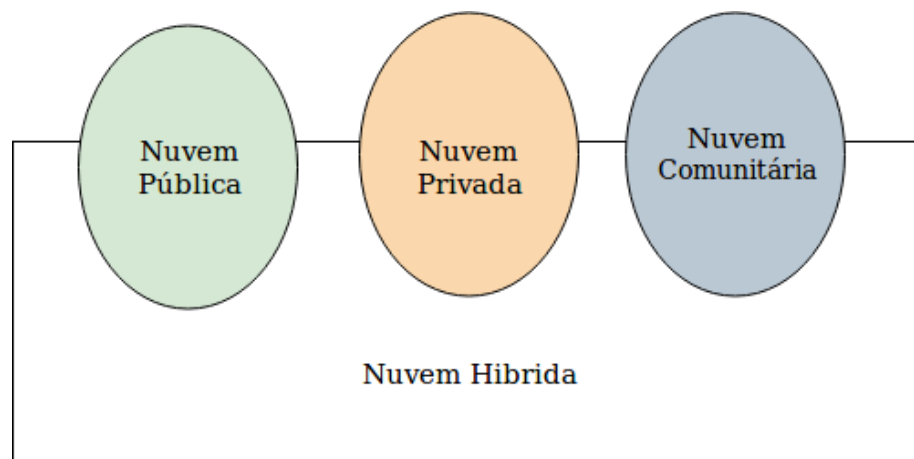 Nuvem
Pública
Nuvem
Privada
Nuvem
Comunitária
Nuvem Hibrida